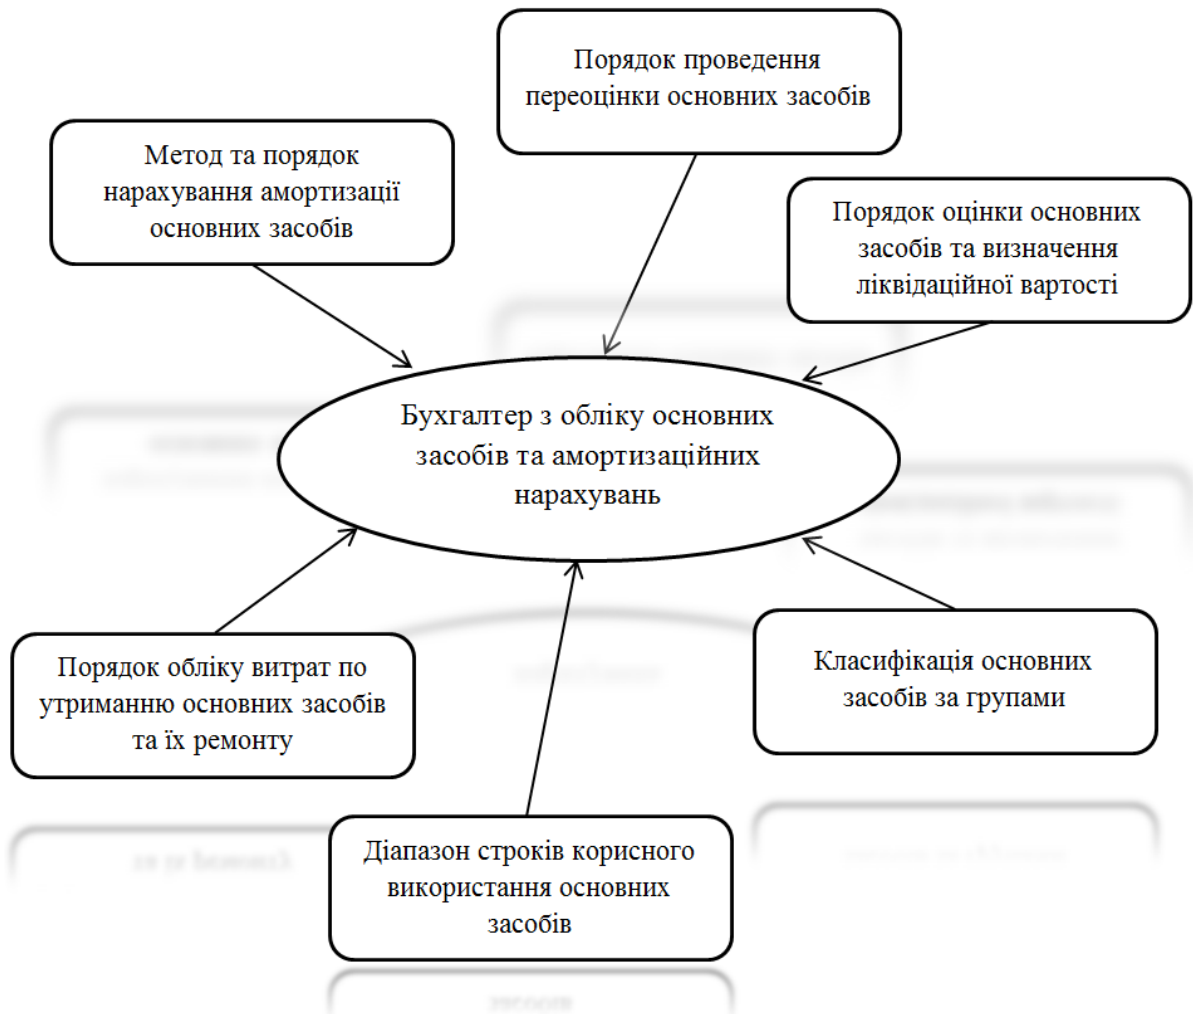 Порядок проведення
переоцінки основних засобів
Метод та порядок
нарахування амортизації
основних засобів
Порядок оцінки основних
засобів та визначення
ліквідаційної вартості
Бухгалтер з обліку основних
засобів та амортизаційних
нарахувань
Порядок обліку витрат по
утриманню основних засобів
та їх ремонту
Класифікація основних
засобів за групами
Діапазон строків корисного
використання основних
засобів